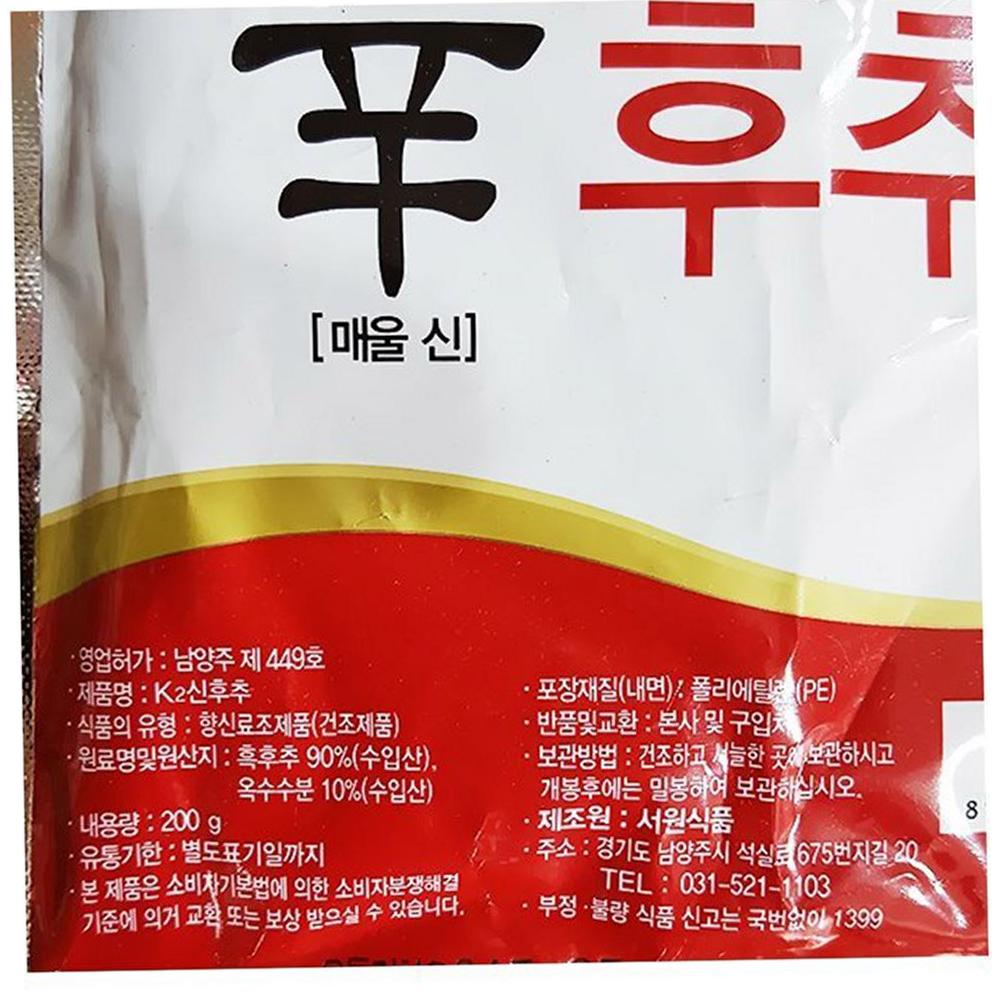 辛 후추
[매울 신]
·영업허가 : 남양주 제 449호
·제품명 : K2신후추
·식품의 유형 : 향신료조제품(건조제품)
·원료명및원산지 : 흑후추 90%(수입산),
옥수수분 10%(수입산)
·내용량 : 200 g
·유통기한 : 별도표기일까지
·본 제품은 소비자기본법에 의한 소비자분쟁해결
기준에 의거 교환 또는 보상 받으실 수 있습니다.
·포장재질(내면) : 폴리에틸렌(PE)
·반품및교환 : 본사 및 구입처
·보관방법 : 건조하고 서늘한 곳에 보관하시고
개봉후에는 밀봉하여 보관하십시오.
·제조원 : 서원식품
·주소 : 경기도 남양주시 석실로 675번지길 20
TEL : 031-521-1103
·부정·불량 식품 신고는 국번없이 1399
8